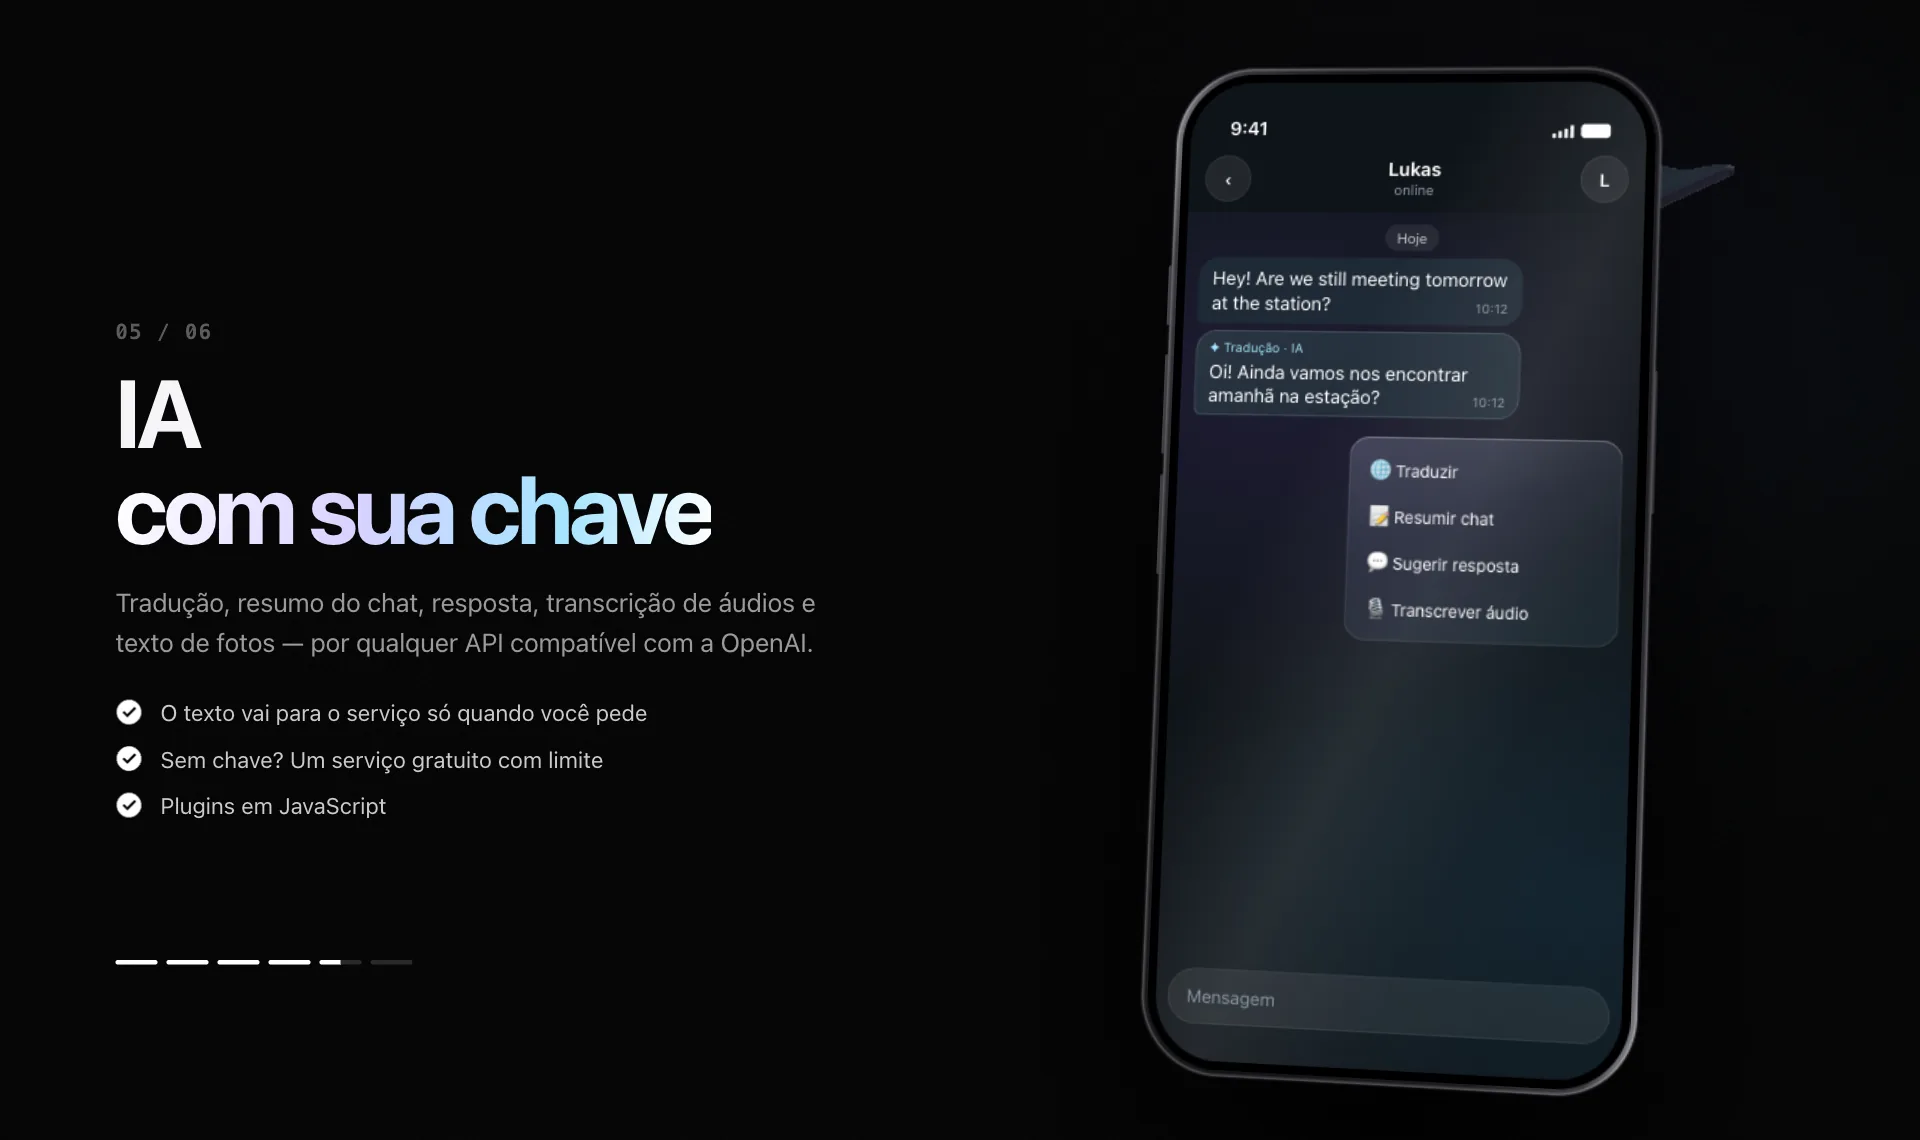 05 / 06
IA
com sua chave
Tradução, resumo do chat, resposta, transcrição de áudios e
texto de fotos — por qualquer API compatível com a OpenAI.
O texto vai para o serviço só quando você pede
Sem chave? Um serviço gratuito com limite
Plugins em JavaScript
9:41
‹
Lukas
online
L
Hoje
Hey! Are we still meeting tomorrow
at the station?
10:12
✦ Tradução · IA
Oi! Ainda vamos nos encontrar
amanhã na estação?
10:12
🌐 Traduzir
📝 Resumir chat
💬 Sugerir resposta
🎙 Transcrever áudio
Mensagem